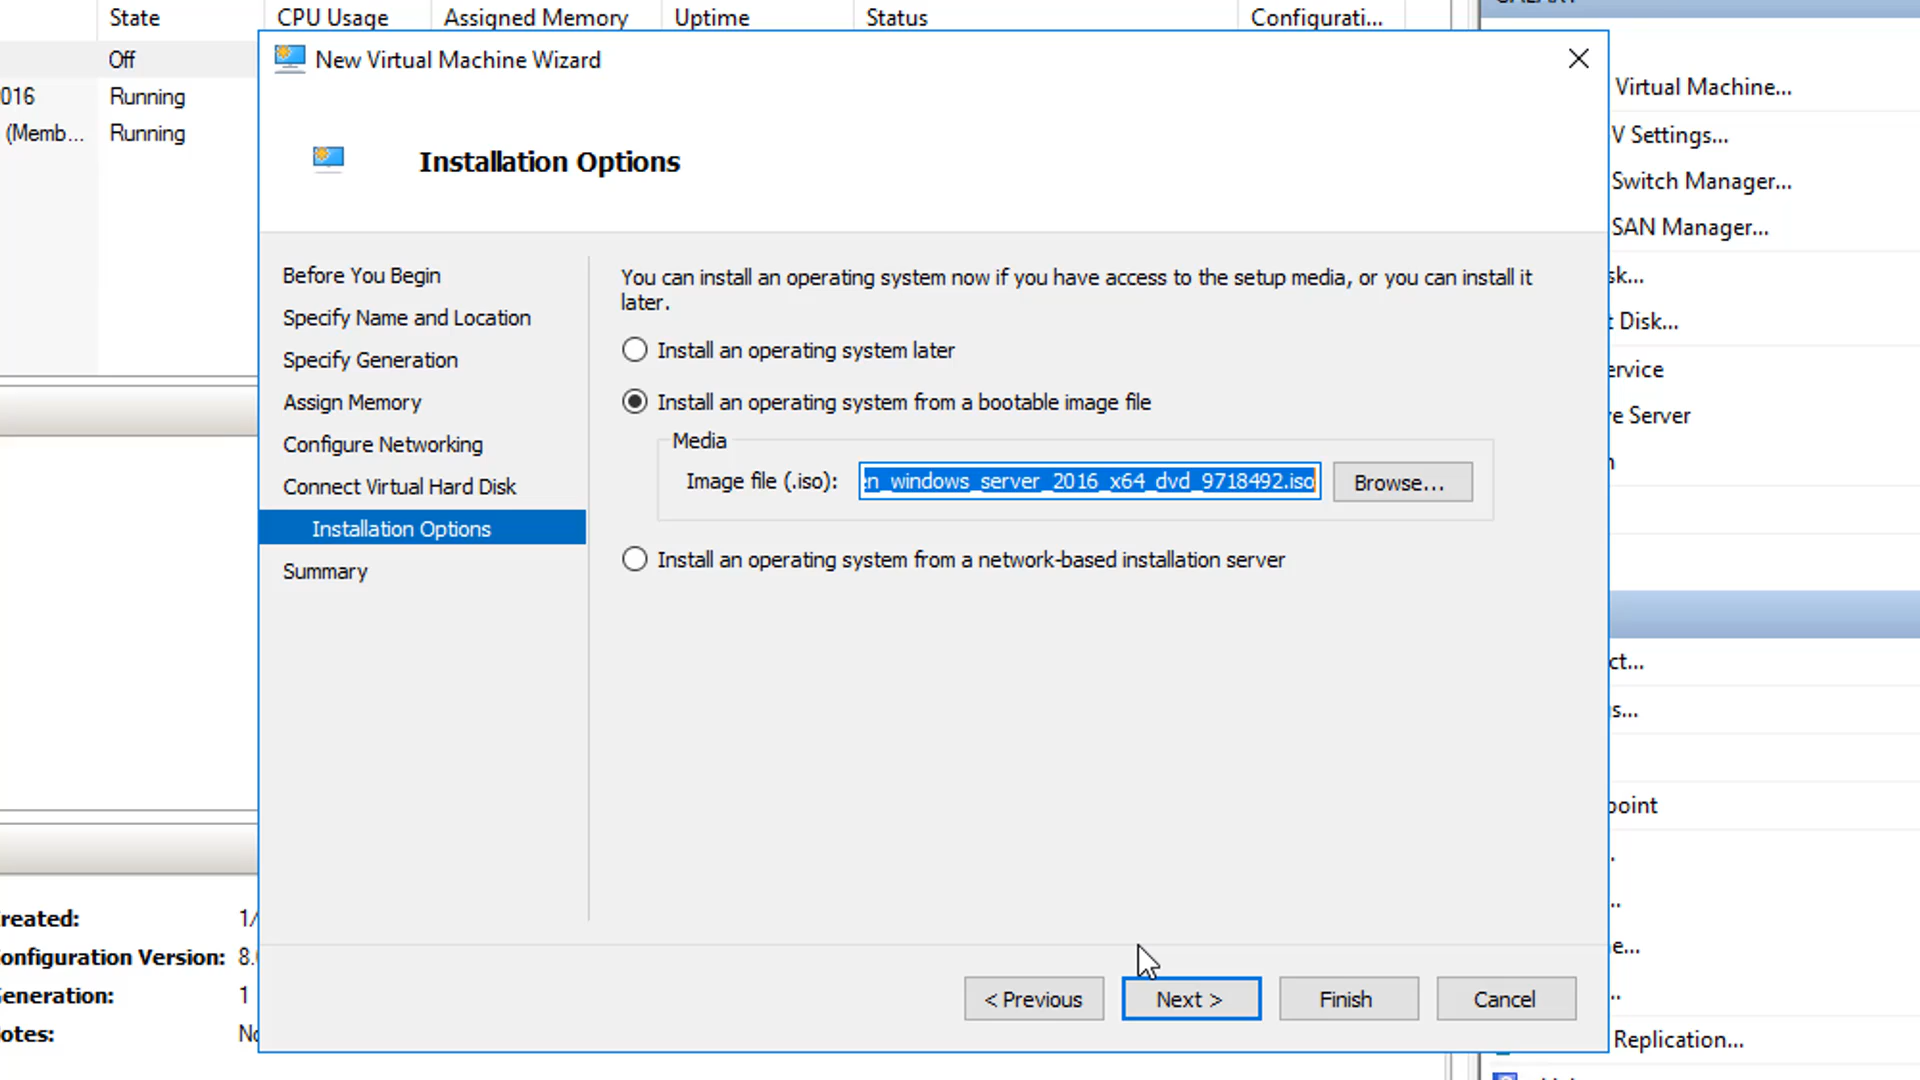 State
CPU Usage
Assigned Memory
Uptime
Status
Configurati...
Off
016
Running
(Memb...
Running
New Virtual Machine Wizard
Installation Options
Before You Begin
Specify Name and Location
Specify Generation
Assign Memory
Configure Networking
Connect Virtual Hard Disk
Installation Options
Summary
You can install an operating system now if you have access to the setup media, or you can install it
later.
Install an operating system later
Install an operating system from a bootable image file
Media
Image file (.iso):
en_windows_server_2016_x64_dvd_9718492.iso
Browse...
Install an operating system from a network-based installation server
< Previous
Next >
Finish
Cancel
Virtual Machine...
V Settings...
Switch Manager...
SAN Manager...
sk...
t Disk...
ervice
e Server
ct...
s...
point
e...
Replication...
reated:
1/
onfiguration Version:
8.
eneration:
1
otes:
No